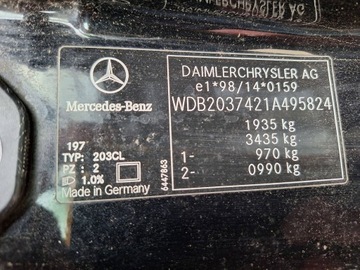 DAIMLERCHRYSLER AG
e1*98/14*0159
WDB2037421A495824
1935 kg
3435 kg
1- 970 kg
2- 0990 kg
Mercedes-Benz
197
TYP: 203CL
PZ : 2
1.0%
Made in Germany
6447863